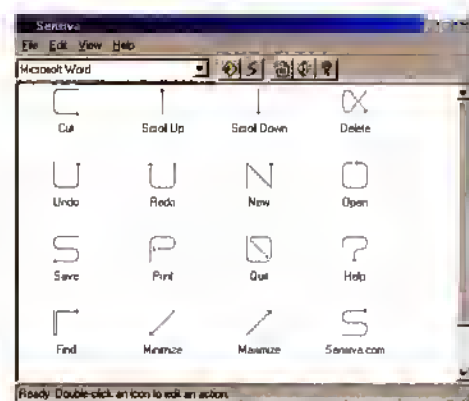 Sensiva
File Edit View Help
Microsoft Word
Cut Scroll Up Scroll Down Delete
Undo Redo New Open
Save Print Quit Help
Find Minimize Maximize Sensiva.com
Ready Double-click an icon to edit an action.